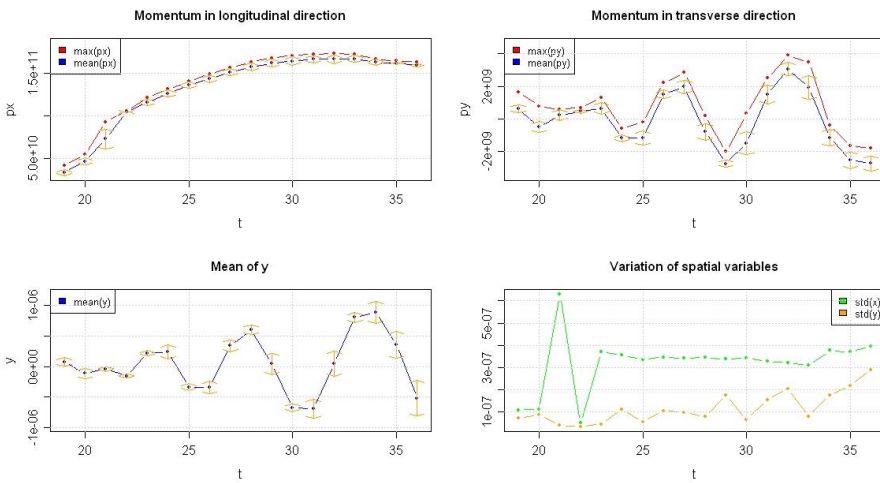 Momentum in longitudinal direction
max(px)
mean(px)
px
5.0e+10
1.5e+11
20
25
30
35
t
Momentum in transverse direction
max(py)
mean(py)
py
-2e+09
2e+09
20
25
30
35
t
Mean of y
mean(y)
y
-1e-06
0e+00
1e-06
20
25
30
35
t
Variation of spatial variables
std(x)
std(y)
1e-07
3e-07
5e-07
20
25
30
35
t